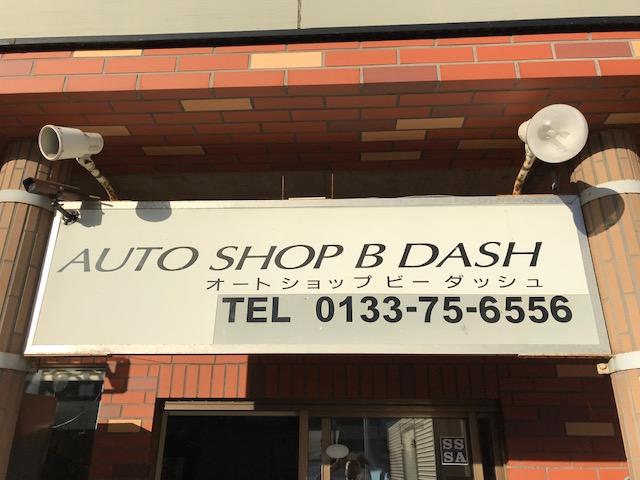 AUTO SHOP B DASH
オートショップ ビー ダッシュ
TEL 0133-75-6556
SS
SA